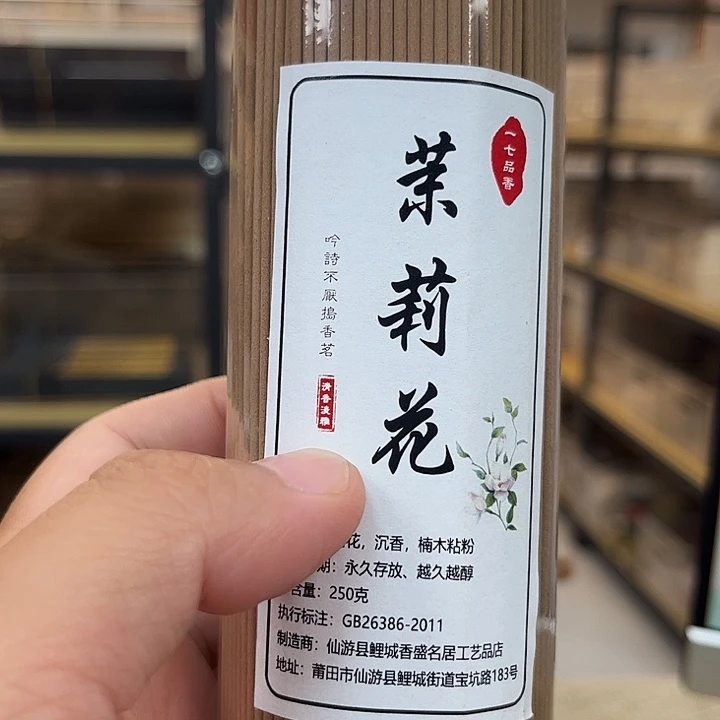 茉莉花
一七品香
吟詩不厭搗香茗
清香淡雅
花，沉香，楠木粘粉
期：永久存放、越久越醇
含量：250克
执行标注：GB26386-2011
制造商：仙游县鲤城香盛名居工艺品店
地址：莆田市仙游县鲤城街道宝坑路183号